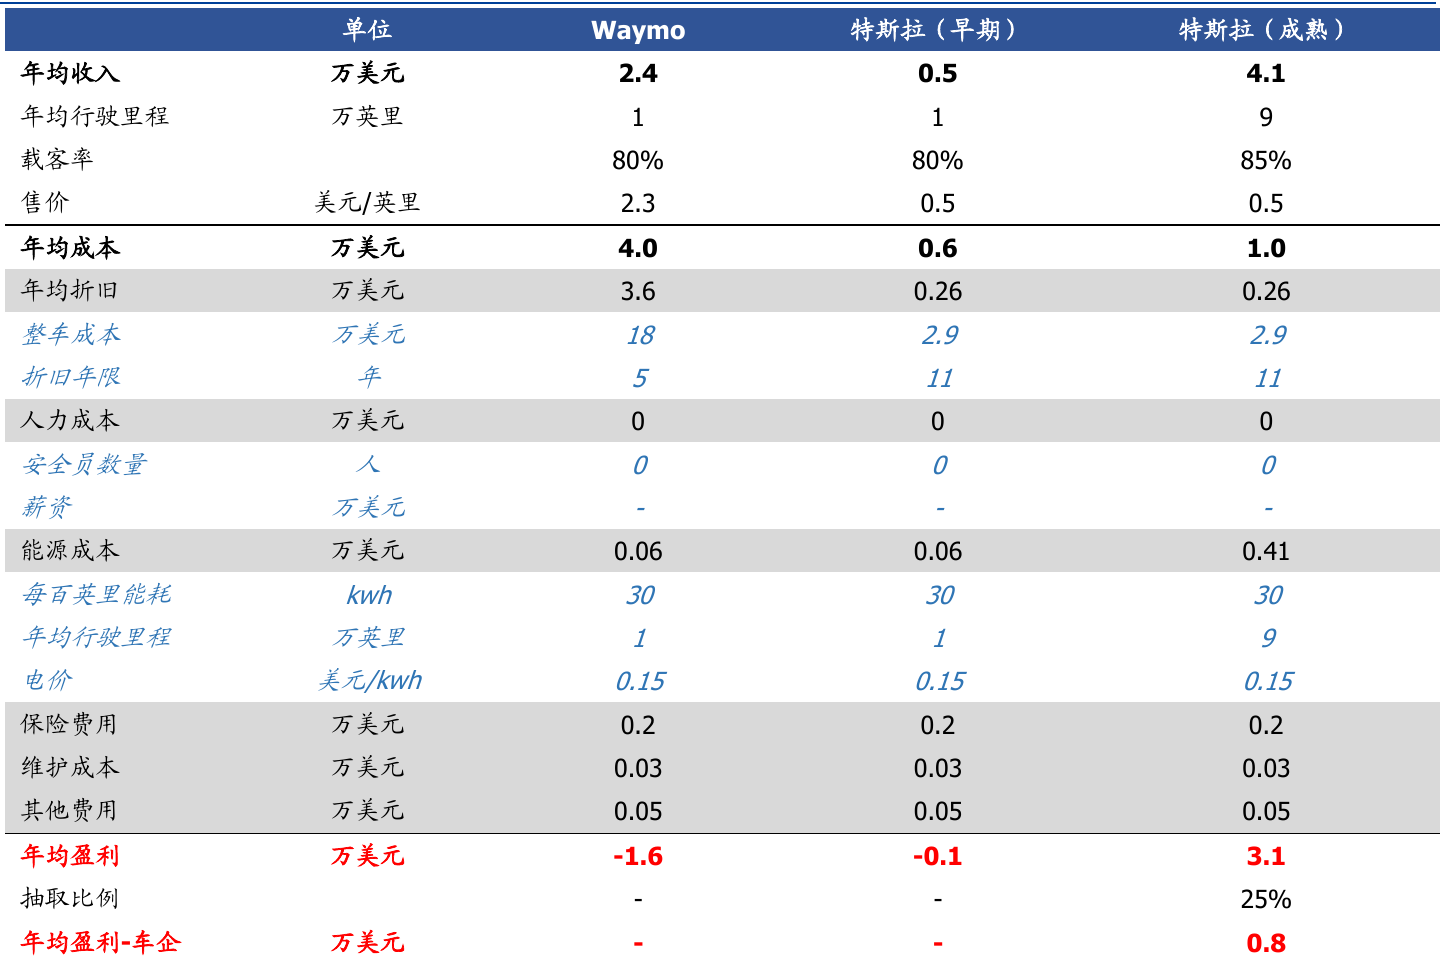 单位 Waymo 特斯拉（早期） 特斯拉（成熟）
年均收入 万美元 2.4 0.5 4.1
年均行驶里程 万英里 1 1 9
载客率 80% 80% 85%
售价 美元/英里 2.3 0.5 0.5
年均成本 万美元 4.0 0.6 1.0
年均折旧 万美元 3.6 0.26 0.26
整车成本 万美元 18 2.9 2.9
折旧年限 年 5 11 11
人力成本 万美元 0 0 0
安全员数量 人 0 0 0
薪资 万美元 - - -
能源成本 万美元 0.06 0.06 0.41
每百英里能耗 kwh 30 30 30
年均行驶里程 万英里 1 1 9
电价 美元/kwh 0.15 0.15 0.15
保险费用 万美元 0.2 0.2 0.2
维护成本 万美元 0.03 0.03 0.03
其他费用 万美元 0.05 0.05 0.05
年均盈利 万美元 -1.6 -0.1 3.1
抽取比例 - - 25%
年均盈利-车企 万美元 - - 0.8